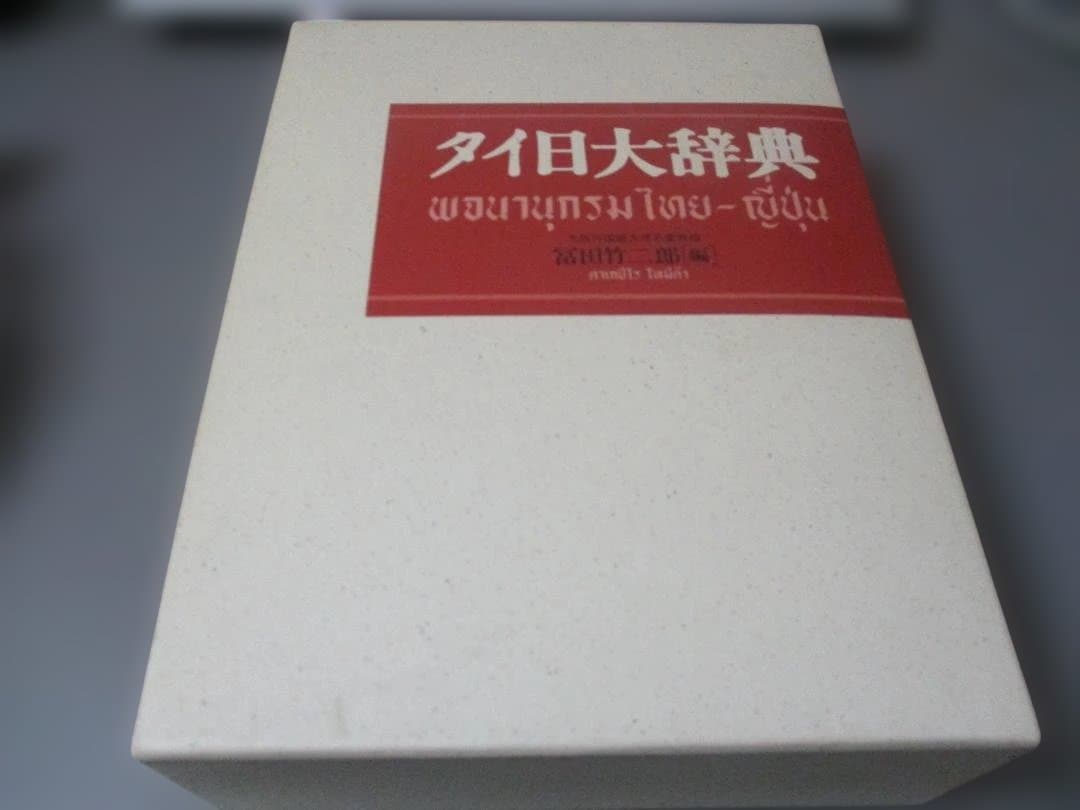 タイ日大辞典
พจนานุกรมไทย-ญี่ปุ่น
冨田竹二郎[編]